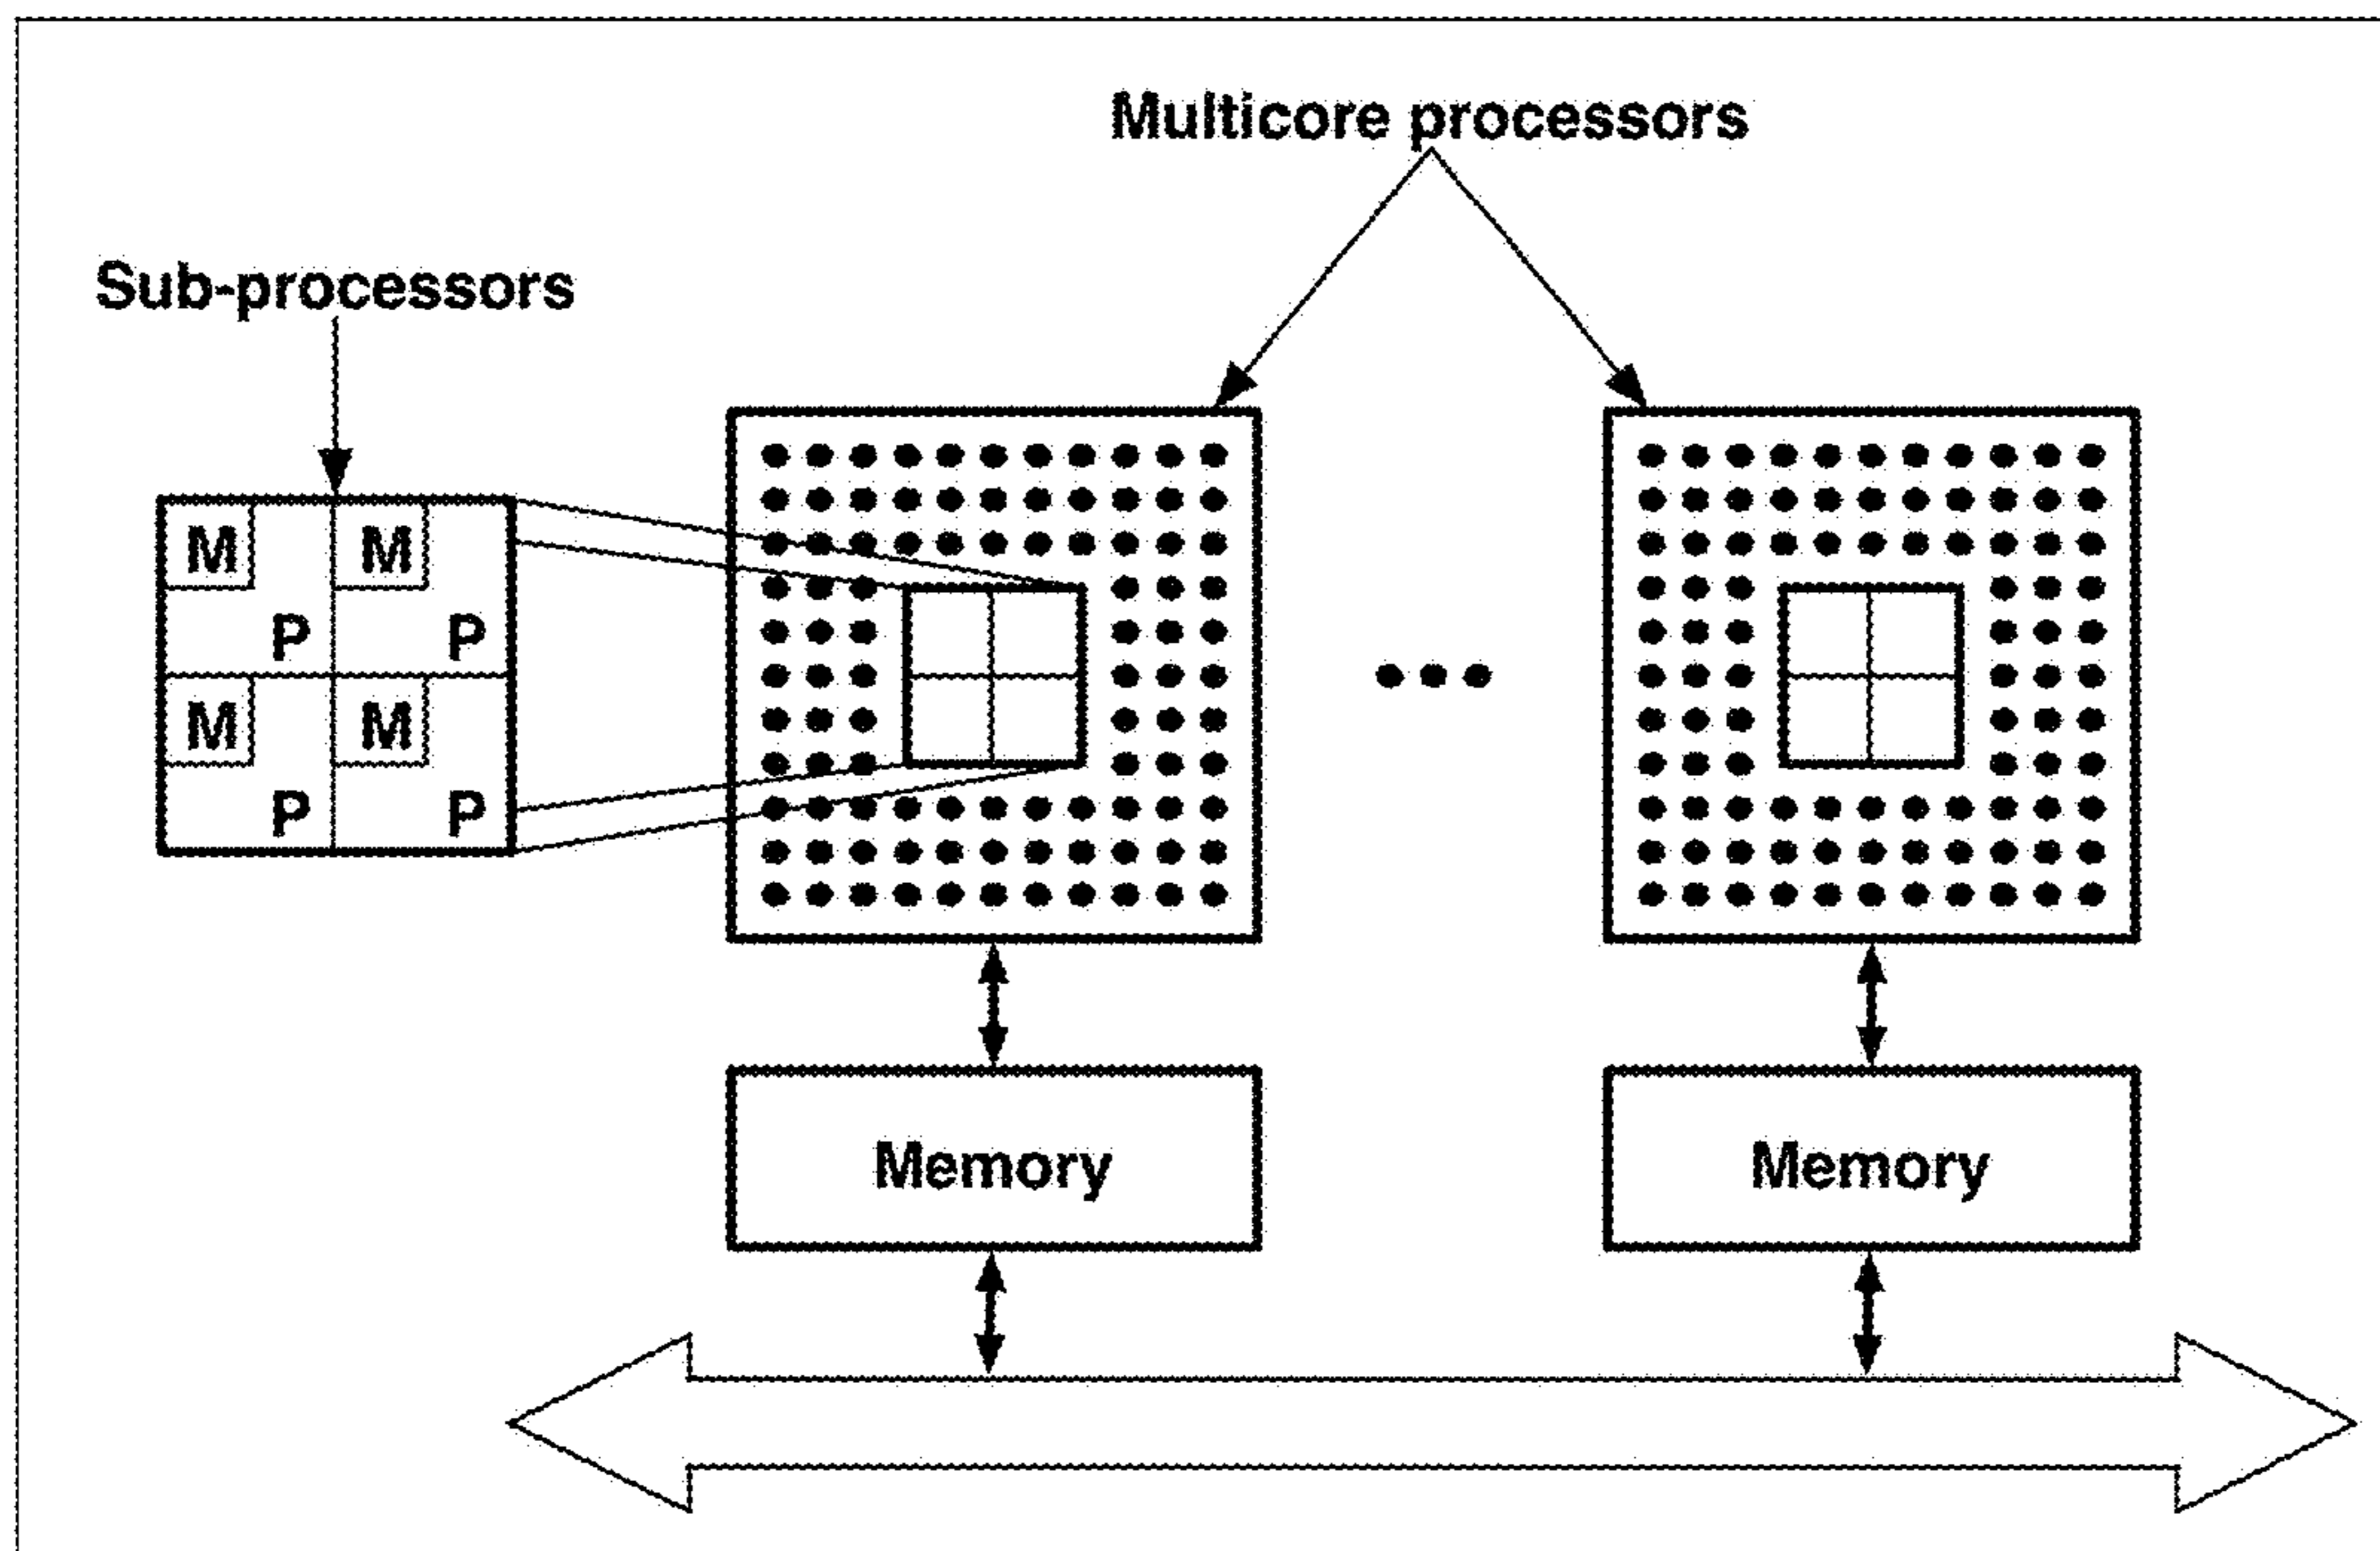 Multicore processors
Sub-processors
M M
P P
M M
P P
Memory Memory